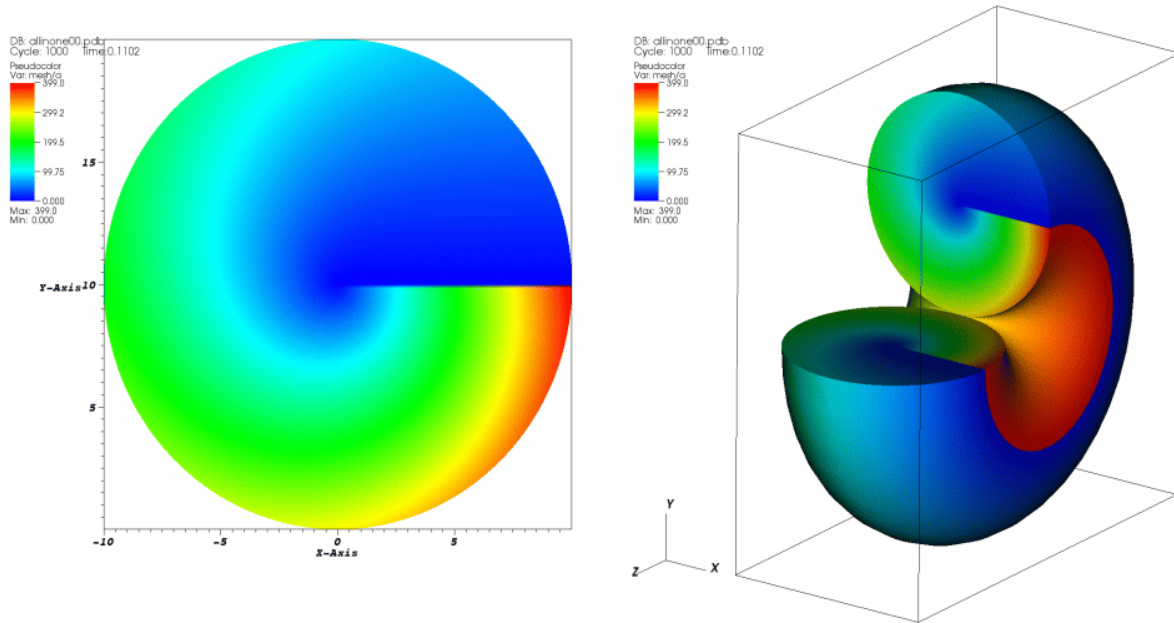 DB: allinone00.pdb
Cycle: 1000 Time:0.1102
Pseudocolor
Var: mesh/a
399.0
299.2
199.5
99.75
0.000
Max: 399.0
Min: 0.000
15
Y-Axis 10
5
-10 -5 0 5
X-Axis
DB: allinone00.pdb
Cycle: 1000 Time:0.1102
Pseudocolor
Var: mesh/a
399.0
299.2
199.5
99.75
0.000
Max: 399.0
Min: 0.000
Y
Z X